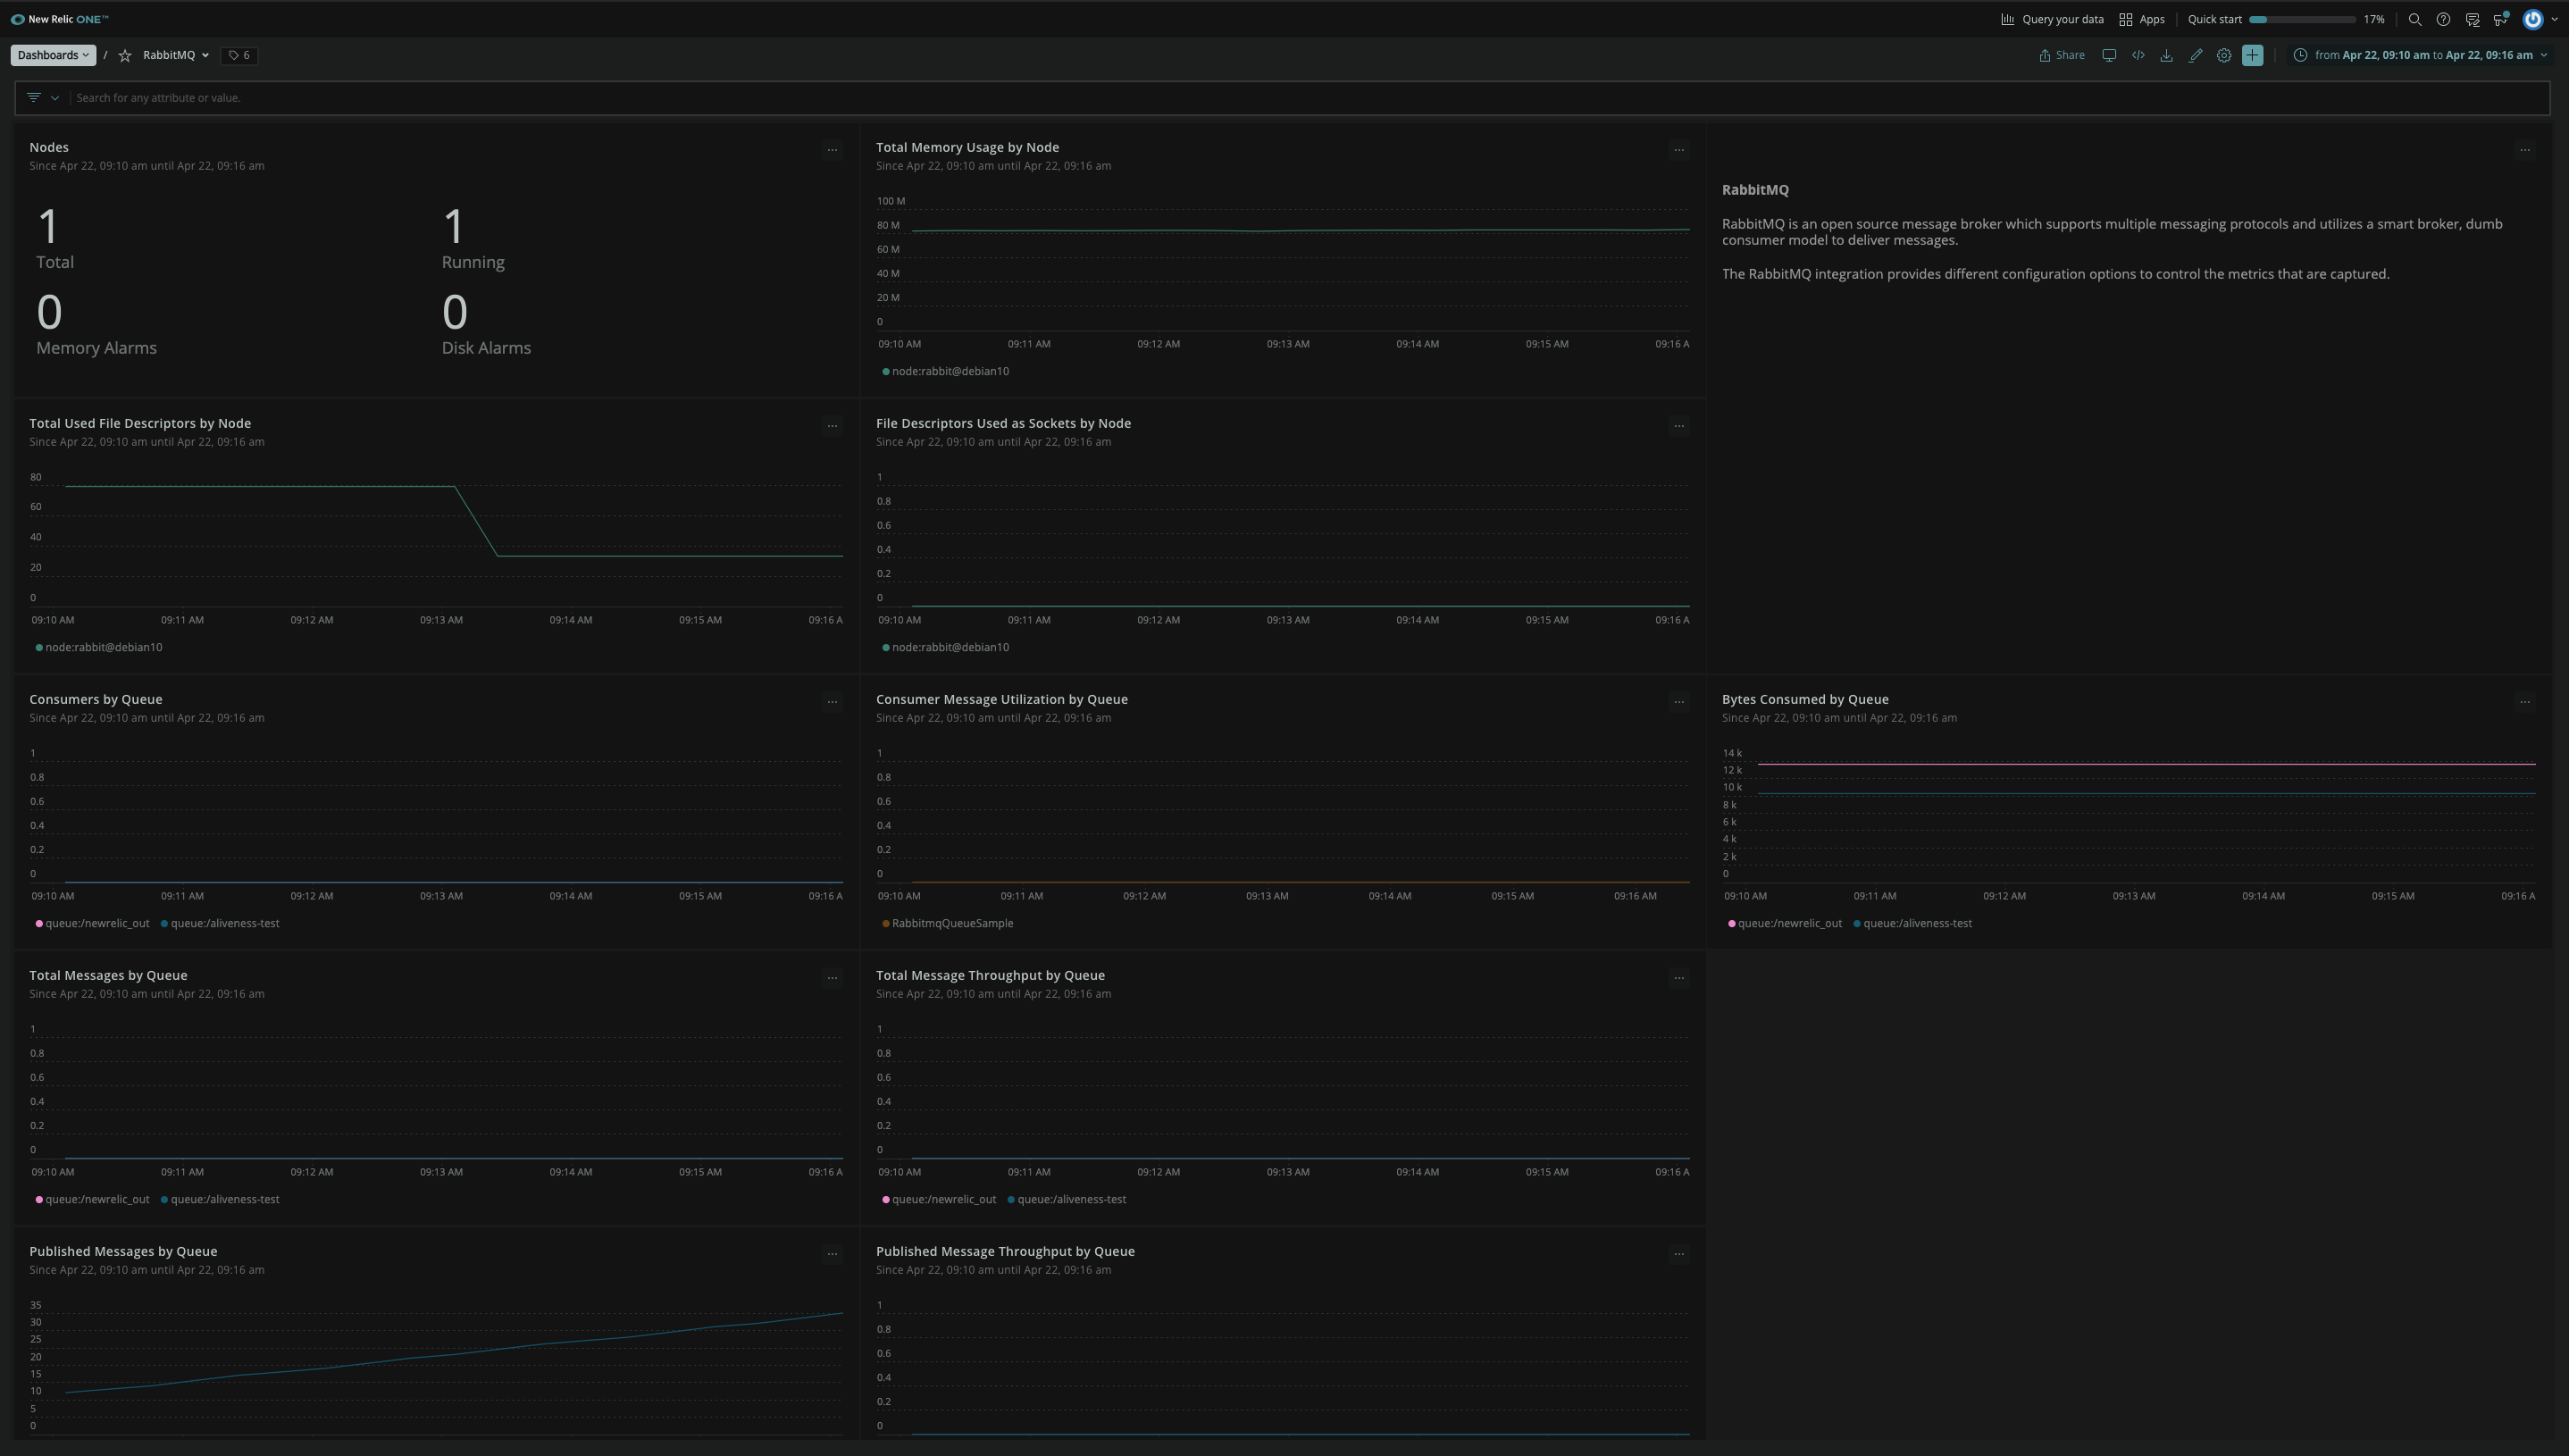 New Relic ONE™
Query your data
Apps
Quick start
17%
Dashboards
/
RabbitMQ
6
Share
from Apr 22, 09:10 am to Apr 22, 09:16 am
Search for any attribute or value.
Nodes
Since Apr 22, 09:10 am until Apr 22, 09:16 am
1
Total
1
Running
0
Memory Alarms
0
Disk Alarms
Total Memory Usage by Node
Since Apr 22, 09:10 am until Apr 22, 09:16 am
100 M
80 M
60 M
40 M
20 M
0
09:10 AM 09:11 AM 09:12 AM 09:13 AM 09:14 AM 09:15 AM 09:16 A
node:rabbit@debian10
RabbitMQ
RabbitMQ is an open source message broker which supports multiple messaging protocols and utilizes a smart broker, dumb
consumer model to deliver messages.
The RabbitMQ integration provides different configuration options to control the metrics that are captured.
Total Used File Descriptors by Node
Since Apr 22, 09:10 am until Apr 22, 09:16 am
80
60
40
20
0
09:10 AM 09:11 AM 09:12 AM 09:13 AM 09:14 AM 09:15 AM 09:16 A
node:rabbit@debian10
File Descriptors Used as Sockets by Node
Since Apr 22, 09:10 am until Apr 22, 09:16 am
1
0.8
0.6
0.4
0.2
0
09:10 AM 09:11 AM 09:12 AM 09:13 AM 09:14 AM 09:15 AM 09:16 A
node:rabbit@debian10
Consumers by Queue
Since Apr 22, 09:10 am until Apr 22, 09:16 am
1
0.8
0.6
0.4
0.2
0
09:10 AM 09:11 AM 09:12 AM 09:13 AM 09:14 AM 09:15 AM 09:16 A
queue:/newrelic_out queue:/aliveness-test
Consumer Message Utilization by Queue
Since Apr 22, 09:10 am until Apr 22, 09:16 am
1
0.8
0.6
0.4
0.2
0
09:10 AM 09:11 AM 09:12 AM 09:13 AM 09:14 AM 09:15 AM 09:16 AM
RabbitmqQueueSample
Bytes Consumed by Queue
Since Apr 22, 09:10 am until Apr 22, 09:16 am
14 k
12 k
10 k
8 k
6 k
4 k
2 k
0
09:10 AM 09:11 AM 09:12 AM 09:13 AM 09:14 AM 09:15 AM 09:16 A
queue:/newrelic_out queue:/aliveness-test
Total Messages by Queue
Since Apr 22, 09:10 am until Apr 22, 09:16 am
1
0.8
0.6
0.4
0.2
0
09:10 AM 09:11 AM 09:12 AM 09:13 AM 09:14 AM 09:15 AM 09:16 A
queue:/newrelic_out queue:/aliveness-test
Total Message Throughput by Queue
Since Apr 22, 09:10 am until Apr 22, 09:16 am
1
0.8
0.6
0.4
0.2
0
09:10 AM 09:11 AM 09:12 AM 09:13 AM 09:14 AM 09:15 AM 09:16 A
queue:/newrelic_out queue:/aliveness-test
Published Messages by Queue
Since Apr 22, 09:10 am until Apr 22, 09:16 am
35
30
25
20
15
10
5
0
Published Message Throughput by Queue
Since Apr 22, 09:10 am until Apr 22, 09:16 am
1
0.8
0.6
0.4
0.2
0